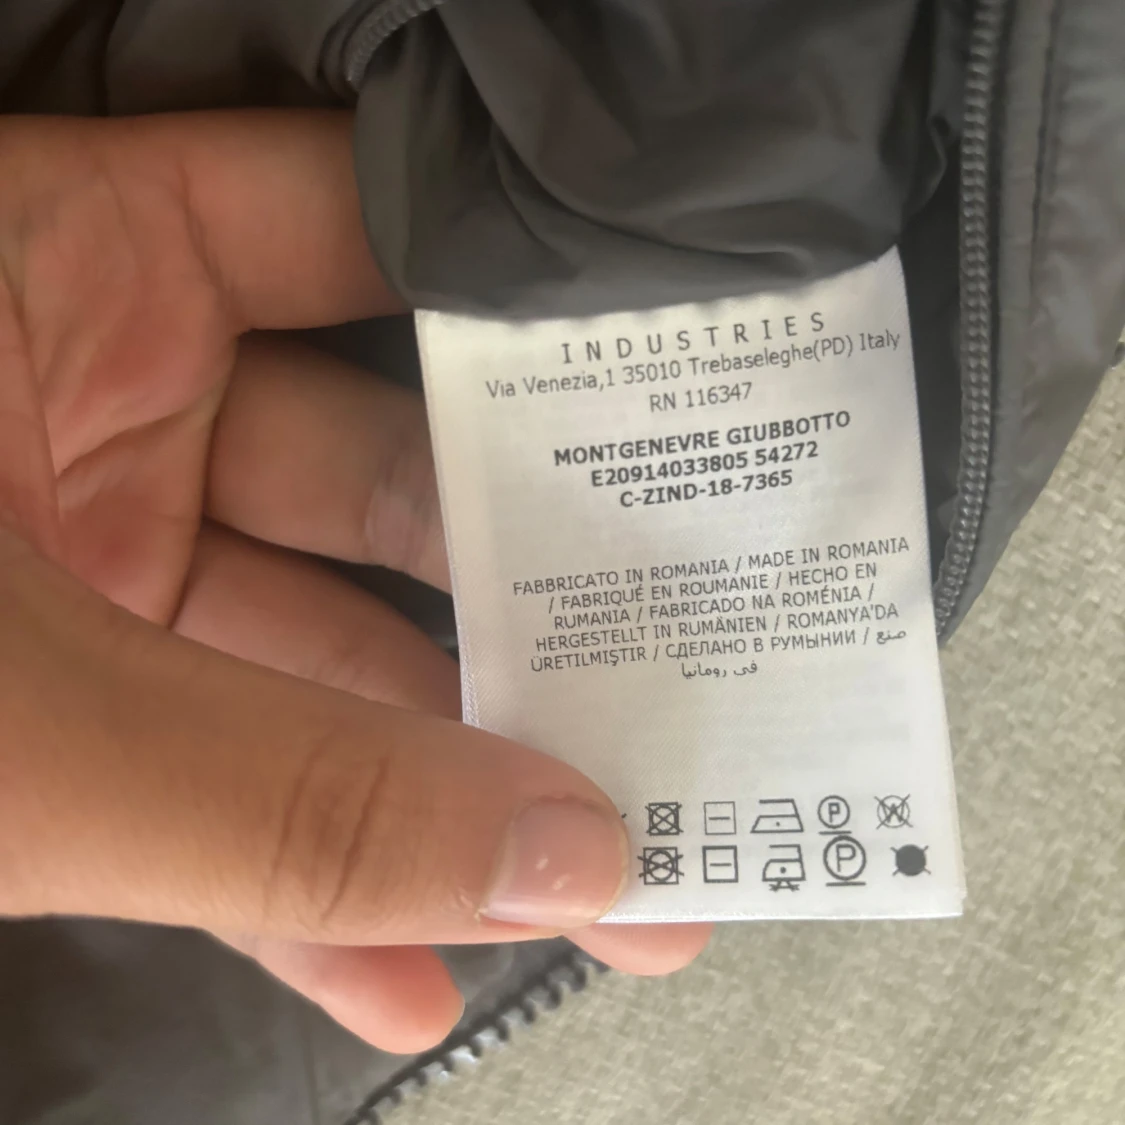 INDUSTRIES
Via Venezia,1 35010 Trebaseleghe(PD) Italy
RN 116347
MONTGENEVRE GIUBBOTTO
E20914033805 54272
C-ZIND-18-7365
FABBRICATO IN ROMANIA / MADE IN ROMANIA
/ FABRIQUÉ EN ROUMANIE / HECHO EN
RUMANIA / FABRICADO NA ROMÉNIA /
HERGESTELLT IN RUMÄNIEN / ROMANYA'DA
ÜRETILMIŞTIR / СДЕЛАНО В РУМЫНИИ / صنع
في رومانيا
P W
P